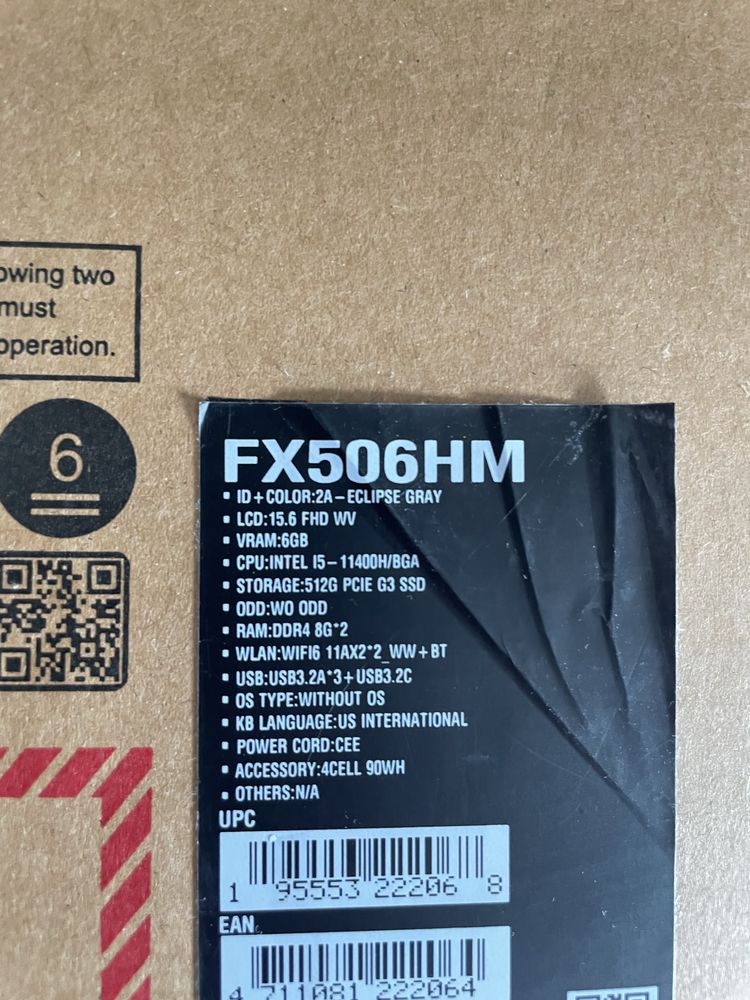 owing two
must
operation.
6
FX506HM
▪ ID+COLOR:2A-ECLIPSE GRAY
▪ LCD:15.6 FHD WV
▪ VRAM:6GB
▪ CPU:INTEL I5-11400H/BGA
▪ STORAGE:512G PCIE G3 SSD
▪ ODD:WO ODD
▪ RAM:DDR4 8G*2
▪ WLAN:WIFI6 11AX2*2_WW+BT
▪ USB:USB3.2A*3+USB3.2C
▪ OS TYPE:WITHOUT OS
▪ KB LANGUAGE:US INTERNATIONAL
▪ POWER CORD:CEE
▪ ACCESSORY:4CELL 90WH
▪ OTHERS:N/A
UPC
1 95553 22206 8
EAN
4 711081 222064